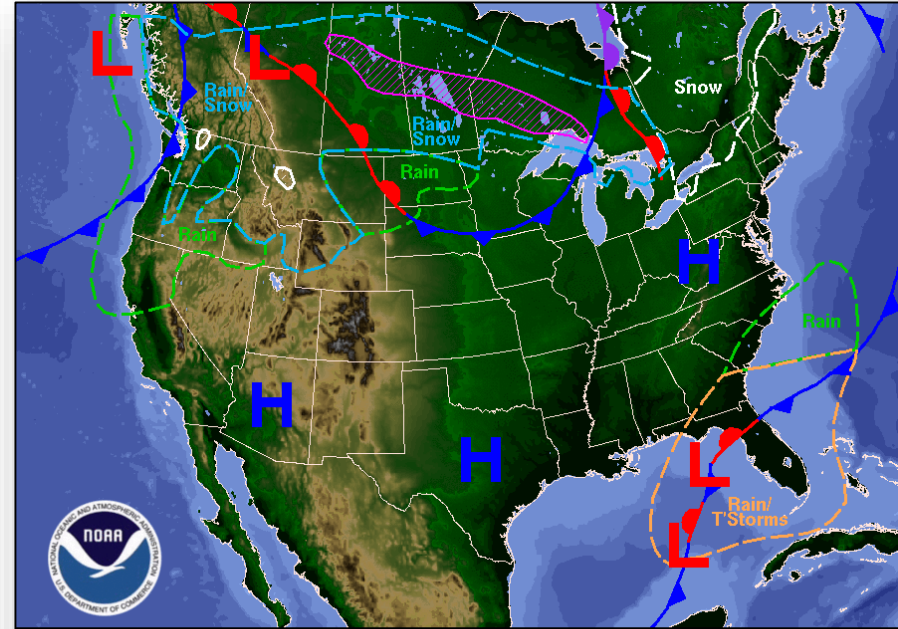 L
L
Rain/
Snow
Snow
Rain/
Snow
Rain
Rain
H
Rain
H
H
L
Rain/
T'Storms
L
NATIONAL OCEANIC AND ATMOSPHERIC ADMINISTRATION
NOAA
U.S. DEPARTMENT OF COMMERCE